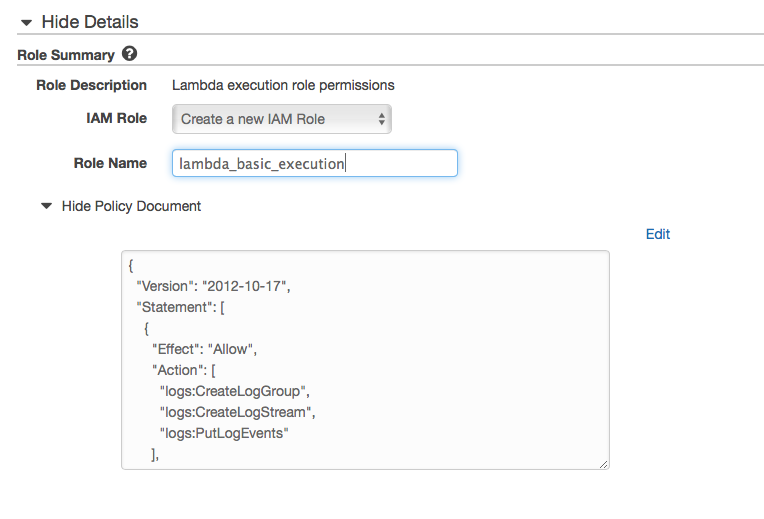 Hide Details
Role Summary ?
Role Description Lambda execution role permissions
IAM Role Create a new IAM Role
Role Name lambda_basic_execution
Hide Policy Document
Edit
{
"Version": "2012-10-17",
"Statement": [
{
"Effect": "Allow",
"Action": [
"logs:CreateLogGroup",
"logs:CreateLogStream",
"logs:PutLogEvents"
],